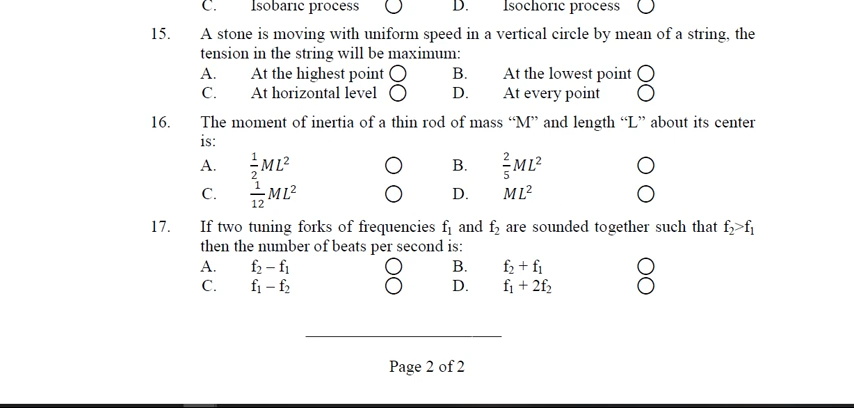 C. Isobaric process D. Isochoric process
15. A stone is moving with uniform speed in a vertical circle by mean of a string, the
tension in the string will be maximum:
A. At the highest point B. At the lowest point
C. At horizontal level D. At every point
16. The moment of inertia of a thin rod of mass “M” and length “L” about its center
is:
A. 1/2 ML² B. 2/5 ML²
C. 1/12 ML² D. ML²
17. If two tuning forks of frequencies f₁ and f₂ are sounded together such that f₂>f₁
then the number of beats per second is:
A. f₂ – f₁ B. f₂ + f₁
C. f₁ – f₂ D. f₁ + 2f₂
Page 2 of 2